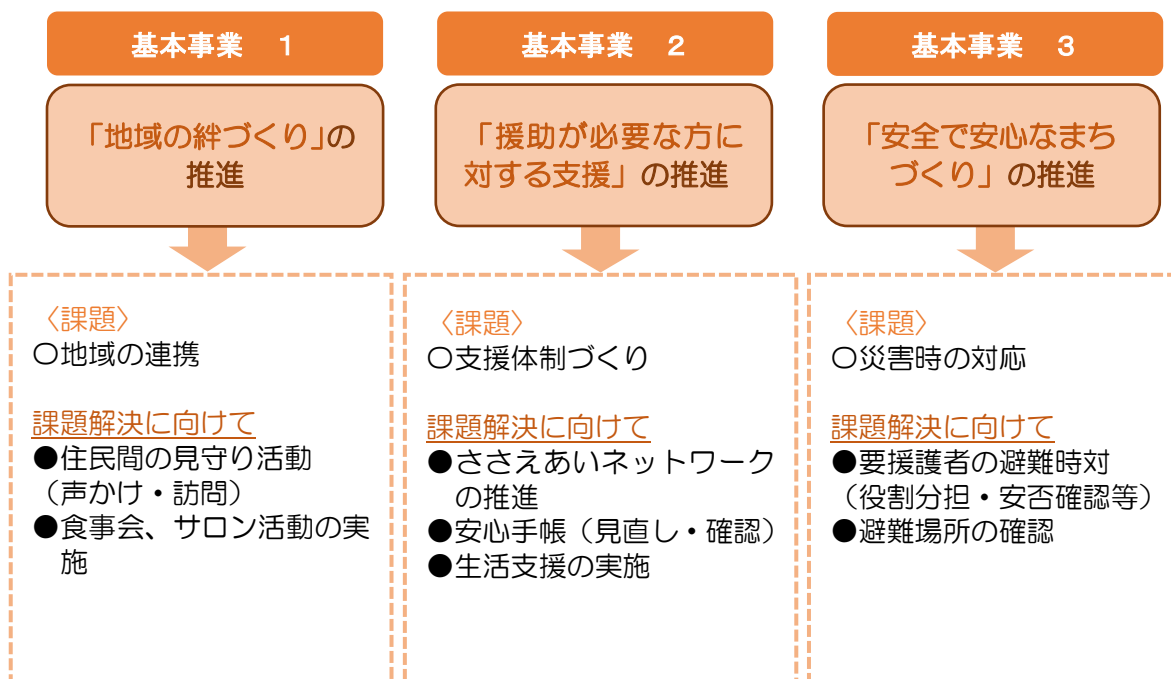 基本事業　１
「地域の絆づくり」の
推進
〈課題〉
〇地域の連携
課題解決に向けて
●住民間の見守り活動
（声かけ・訪問）
●食事会、サロン活動の実
施
基本事業　２
「援助が必要な方に
対する支援」の推進
〈課題〉
〇支援体制づくり
課題解決に向けて
●ささえあいネットワーク
の推進
●安心手帳（見直し・確認）
●生活支援の実施
基本事業　３
「安全で安心なまち
づくり」の推進
〈課題〉
〇災害時の対応
課題解決に向けて
●要援護者の避難時対
（役割分担・安否確認等）
●避難場所の確認